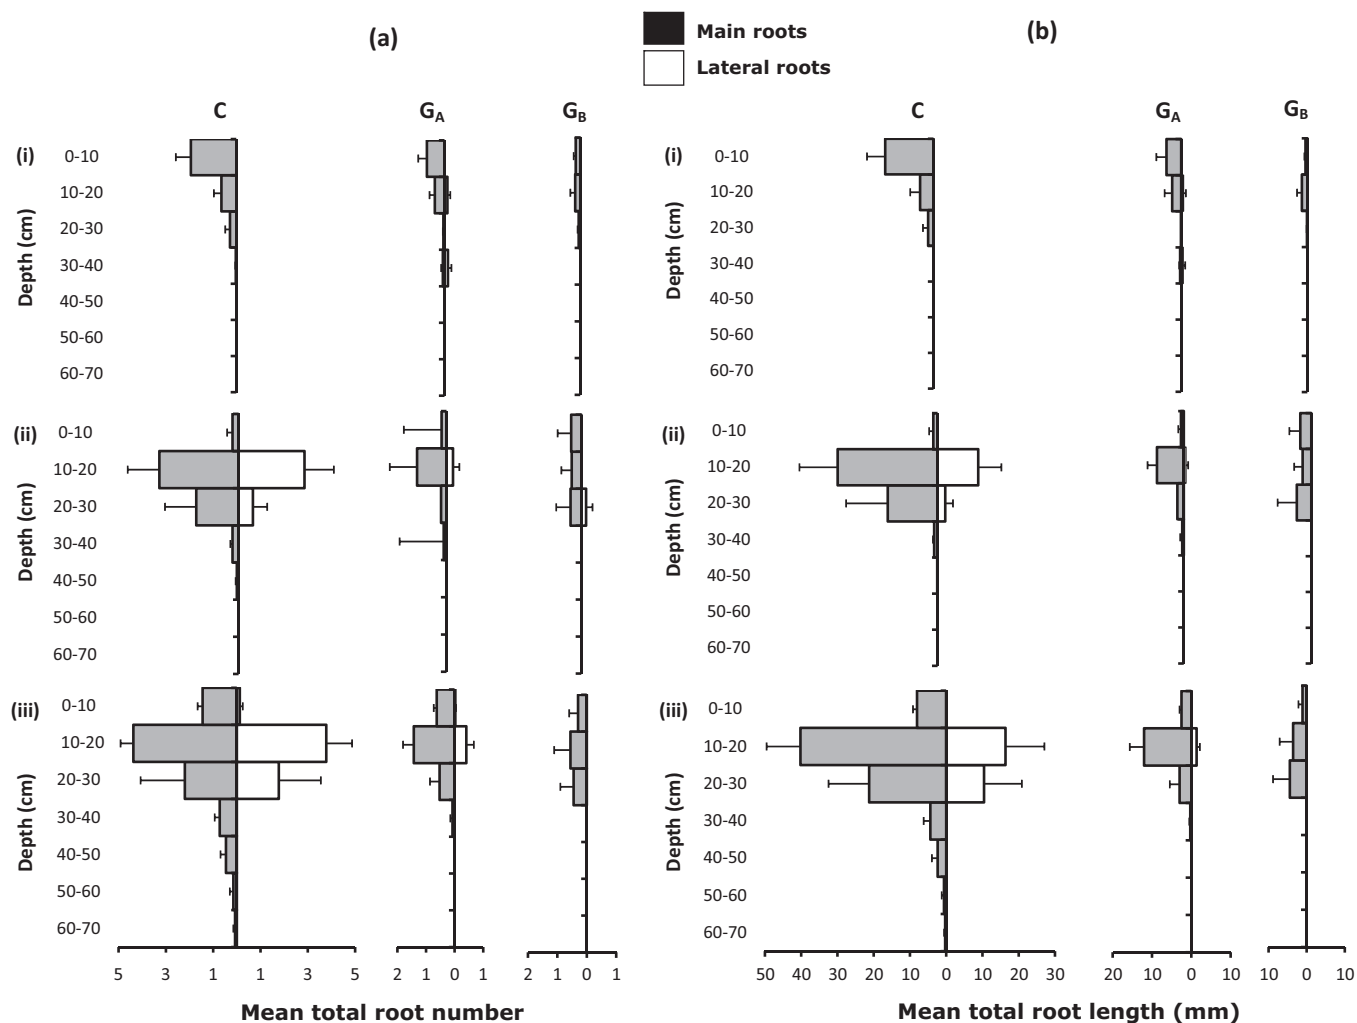 (a)
Main roots
Lateral roots
(b)
C G_A G_B C G_A G_B
(i) 0-10 (i) 0-10
10-20 10-20
20-30 20-30
30-40 30-40
40-50 40-50
50-60 50-60
60-70 60-70
Depth (cm) Depth (cm)
(ii) 0-10 (ii) 0-10
10-20 10-20
20-30 20-30
30-40 30-40
40-50 40-50
50-60 50-60
60-70 60-70
Depth (cm) Depth (cm)
(iii) 0-10 (iii) 0-10
10-20 10-20
20-30 20-30
30-40 30-40
40-50 40-50
50-60 50-60
60-70 60-70
Depth (cm) Depth (cm)
5 3 1 1 3 5 2 1 0 1 2 1 0 1 50 40 30 20 10 0 10 20 30 20 10 0 10 10 0 10
Mean total root number Mean total root length (mm)